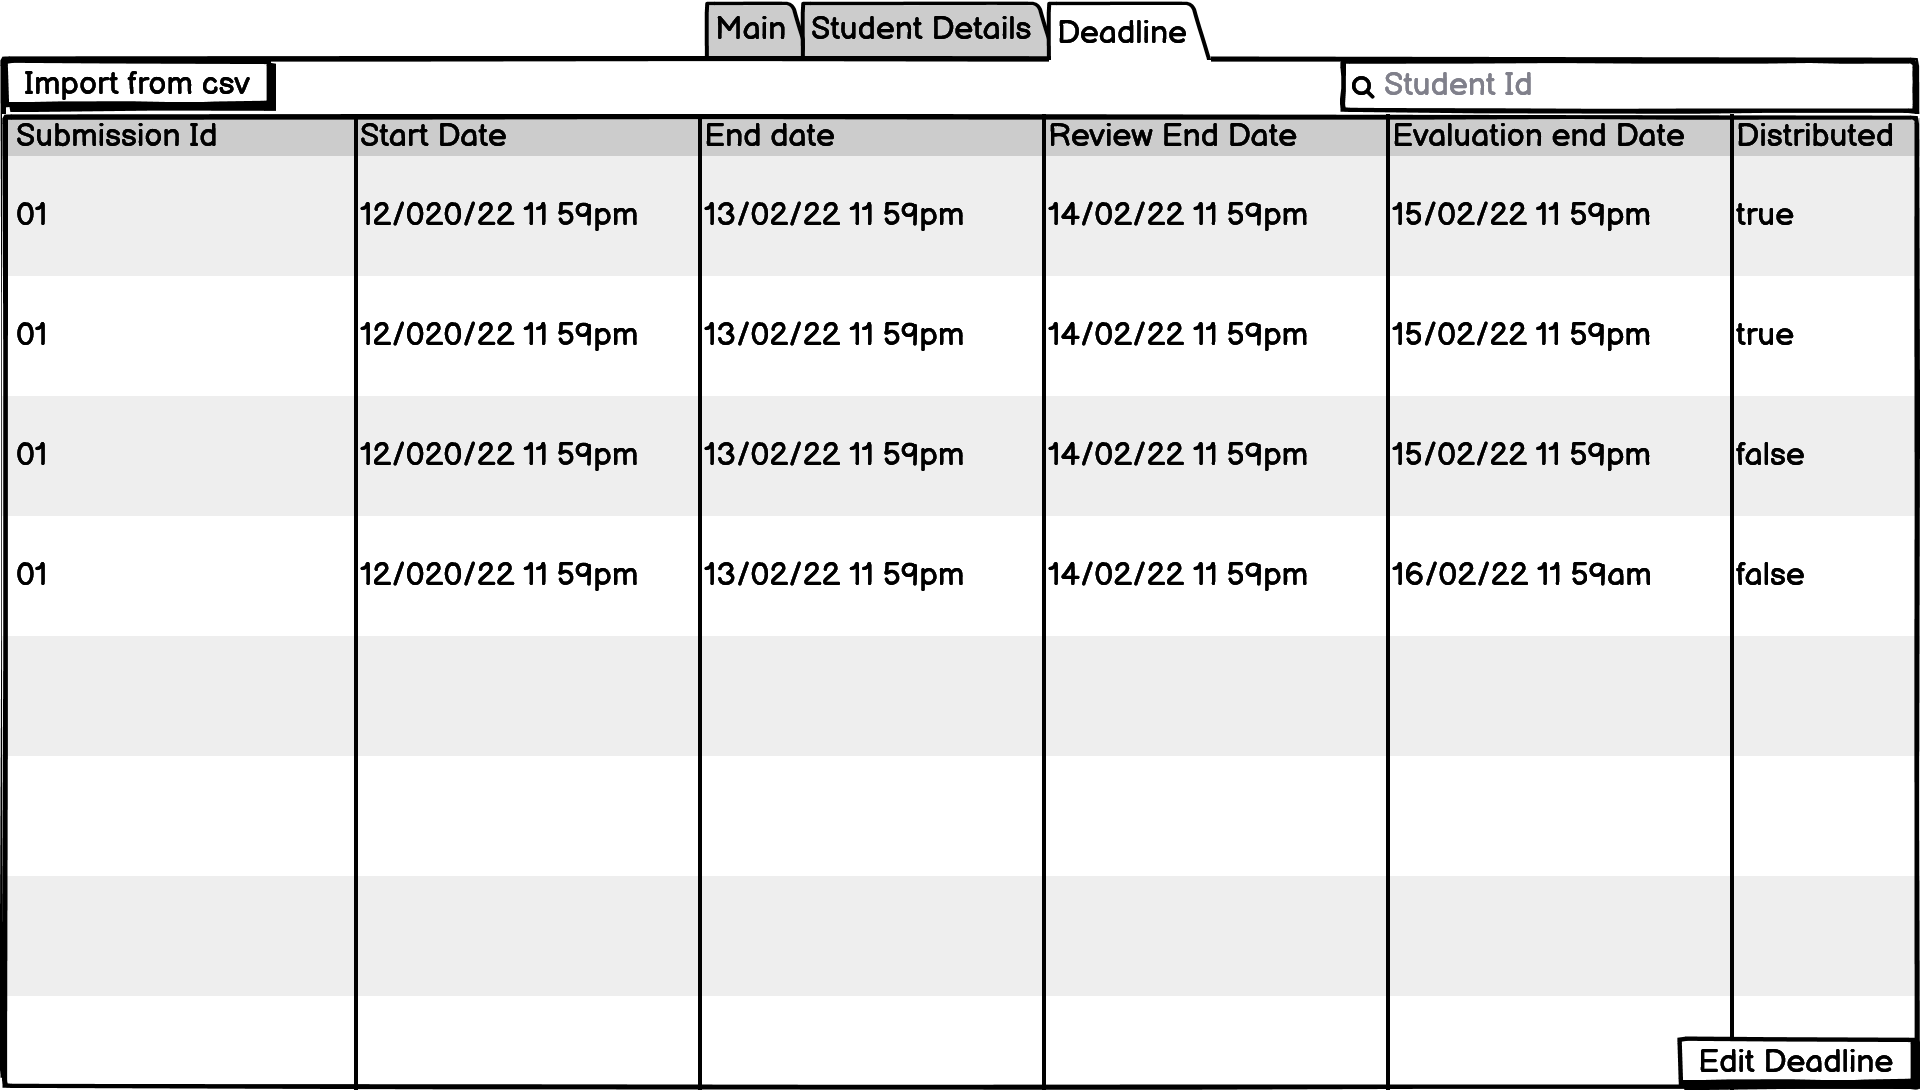 Main Student Details Deadline
Import from csv Student Id
Submission Id Start Date End date Review End Date Evaluation end Date Distributed
01 12/020/22 11 59pm 13/02/22 11 59pm 14/02/22 11 59pm 15/02/22 11 59pm true
01 12/020/22 11 59pm 13/02/22 11 59pm 14/02/22 11 59pm 15/02/22 11 59pm true
01 12/020/22 11 59pm 13/02/22 11 59pm 14/02/22 11 59pm 15/02/22 11 59pm false
01 12/020/22 11 59pm 13/02/22 11 59pm 14/02/22 11 59pm 16/02/22 11 59am false
Edit Deadline